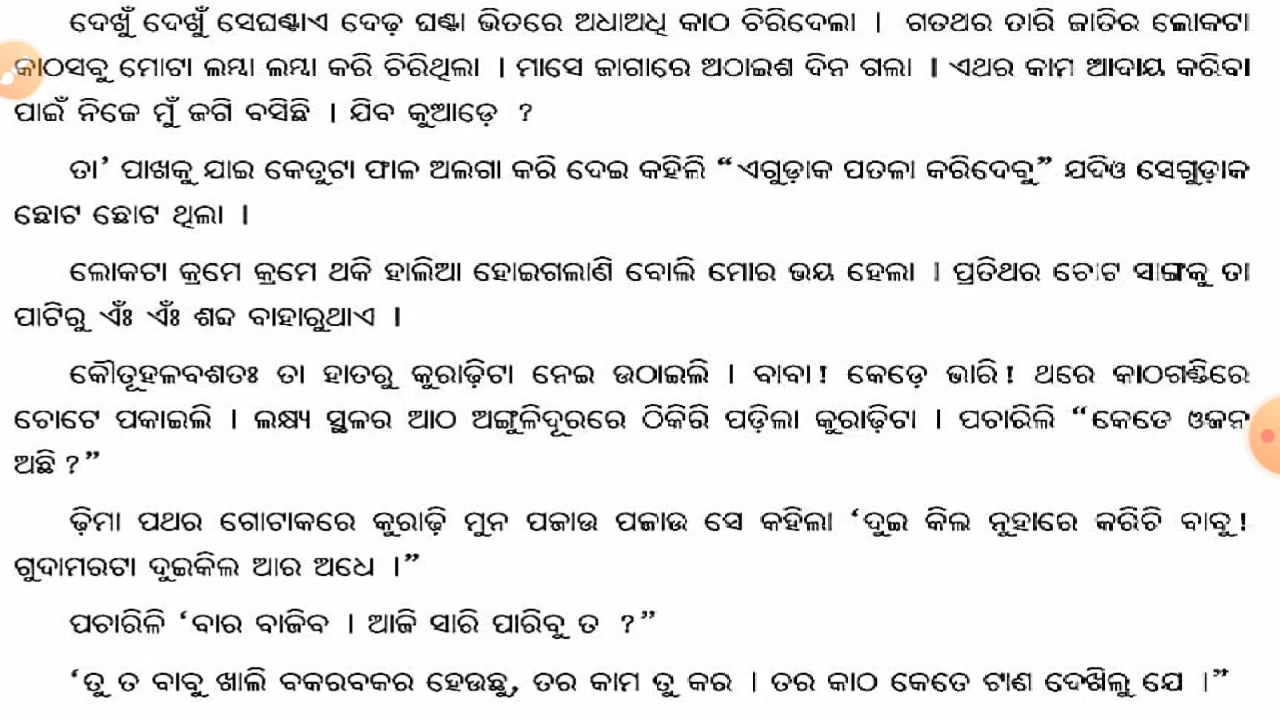 ଦେଖୁଁ ଦେଖୁଁ ସେଘଣ୍ଟାଏ ଦେଢ଼ ଘଣ୍ଟା ଭିତରେ ଅଧାଅଧି କାଠ ଚିରିଦେଲା । ଗତଥର ତାରି ଜାତିର ଲୋକଟା
କାଠସବୁ ମୋଟା ଲମ୍ଭା ଲମ୍ଭା କରି ଚିରିଥିଲା । ମାସେ ଜାଗାରେ ଅଠାଇଶ ଦିନ ଗଲା । ଏଥର କାମ ଆଦାୟ କରିବା
ପାଇଁ ନିଜେ ମୁଁ ଜଗି ବସିଛି । ଯିବ କୁଆଡ଼େ ?
ତା’ ପାଖକୁ ଯାଇ କେତୁଟା ଫାଳ ଅଲଗା କରି ଦେଇ କହିଲି “ଏଗୁଡ଼ାକ ପତଳା କରିଦେବୁ” ଯଦିଓ ସେଗୁଡ଼ାକ
ଛୋଟ ଛୋଟ ଥିଲା ।
ଲୋକଟା କ୍ରମେ କ୍ରମେ ଥକି ହାଲିଆ ହୋଇଗଲାଣି ବୋଲି ମୋର ଭୟ ହେଲା । ପ୍ରତିଥର ଚୋଟ ସାଙ୍ଗକୁ ତା
ପାଟିରୁ ଏଁଃ ଏଁଃ ଶବ୍ଦ ବାହାରୁଥାଏ ।
କୌତୂହଳବଶତଃ ତା ହାତରୁ କୁରାଢ଼ିଟା ନେଇ ଉଠାଇଲି । ବାବା! କେଡ଼େ ଭାରି! ଥରେ କାଠଗଣ୍ଡିରେ
ଚୋଟେ ପକାଇଲି । ଲକ୍ଷ୍ୟ ସ୍ଥଳର ଆଠ ଅଙ୍ଗୁଳିଦୂରରେ ଠିକିରି ପଡ଼ିଲା କୁରାଢ଼ିଟା । ପଚାରିଲି “କେତେ ଓଜନ
ଅଛି ?”
ଢ଼ିମା ପଥର ଗୋଟାକରେ କୁରାଢ଼ି ମୁନ ପଜାଉ ପଜାଉ ସେ କହିଲା ‘ଦୁଇ କିଲ ନୁହାରେ କରିଚି ବାବୁ!
ଗୁଦାମରଟା ଦୁଇକିଲ ଆର ଅଧେ ।”
ପଚାରିଳି ‘ବାର ବାଜିବ । ଆଜି ସାରି ପାରିବୁ ତ ?”
‘ତୁ ତ ବାବୁ ଖାଲି ବକରବକର ହେଉଛୁ, ତର କାମ ତୁ କର । ତର କାଠ କେତେ ଟାଣ ଦେଖିଲୁ ଯେ ।”